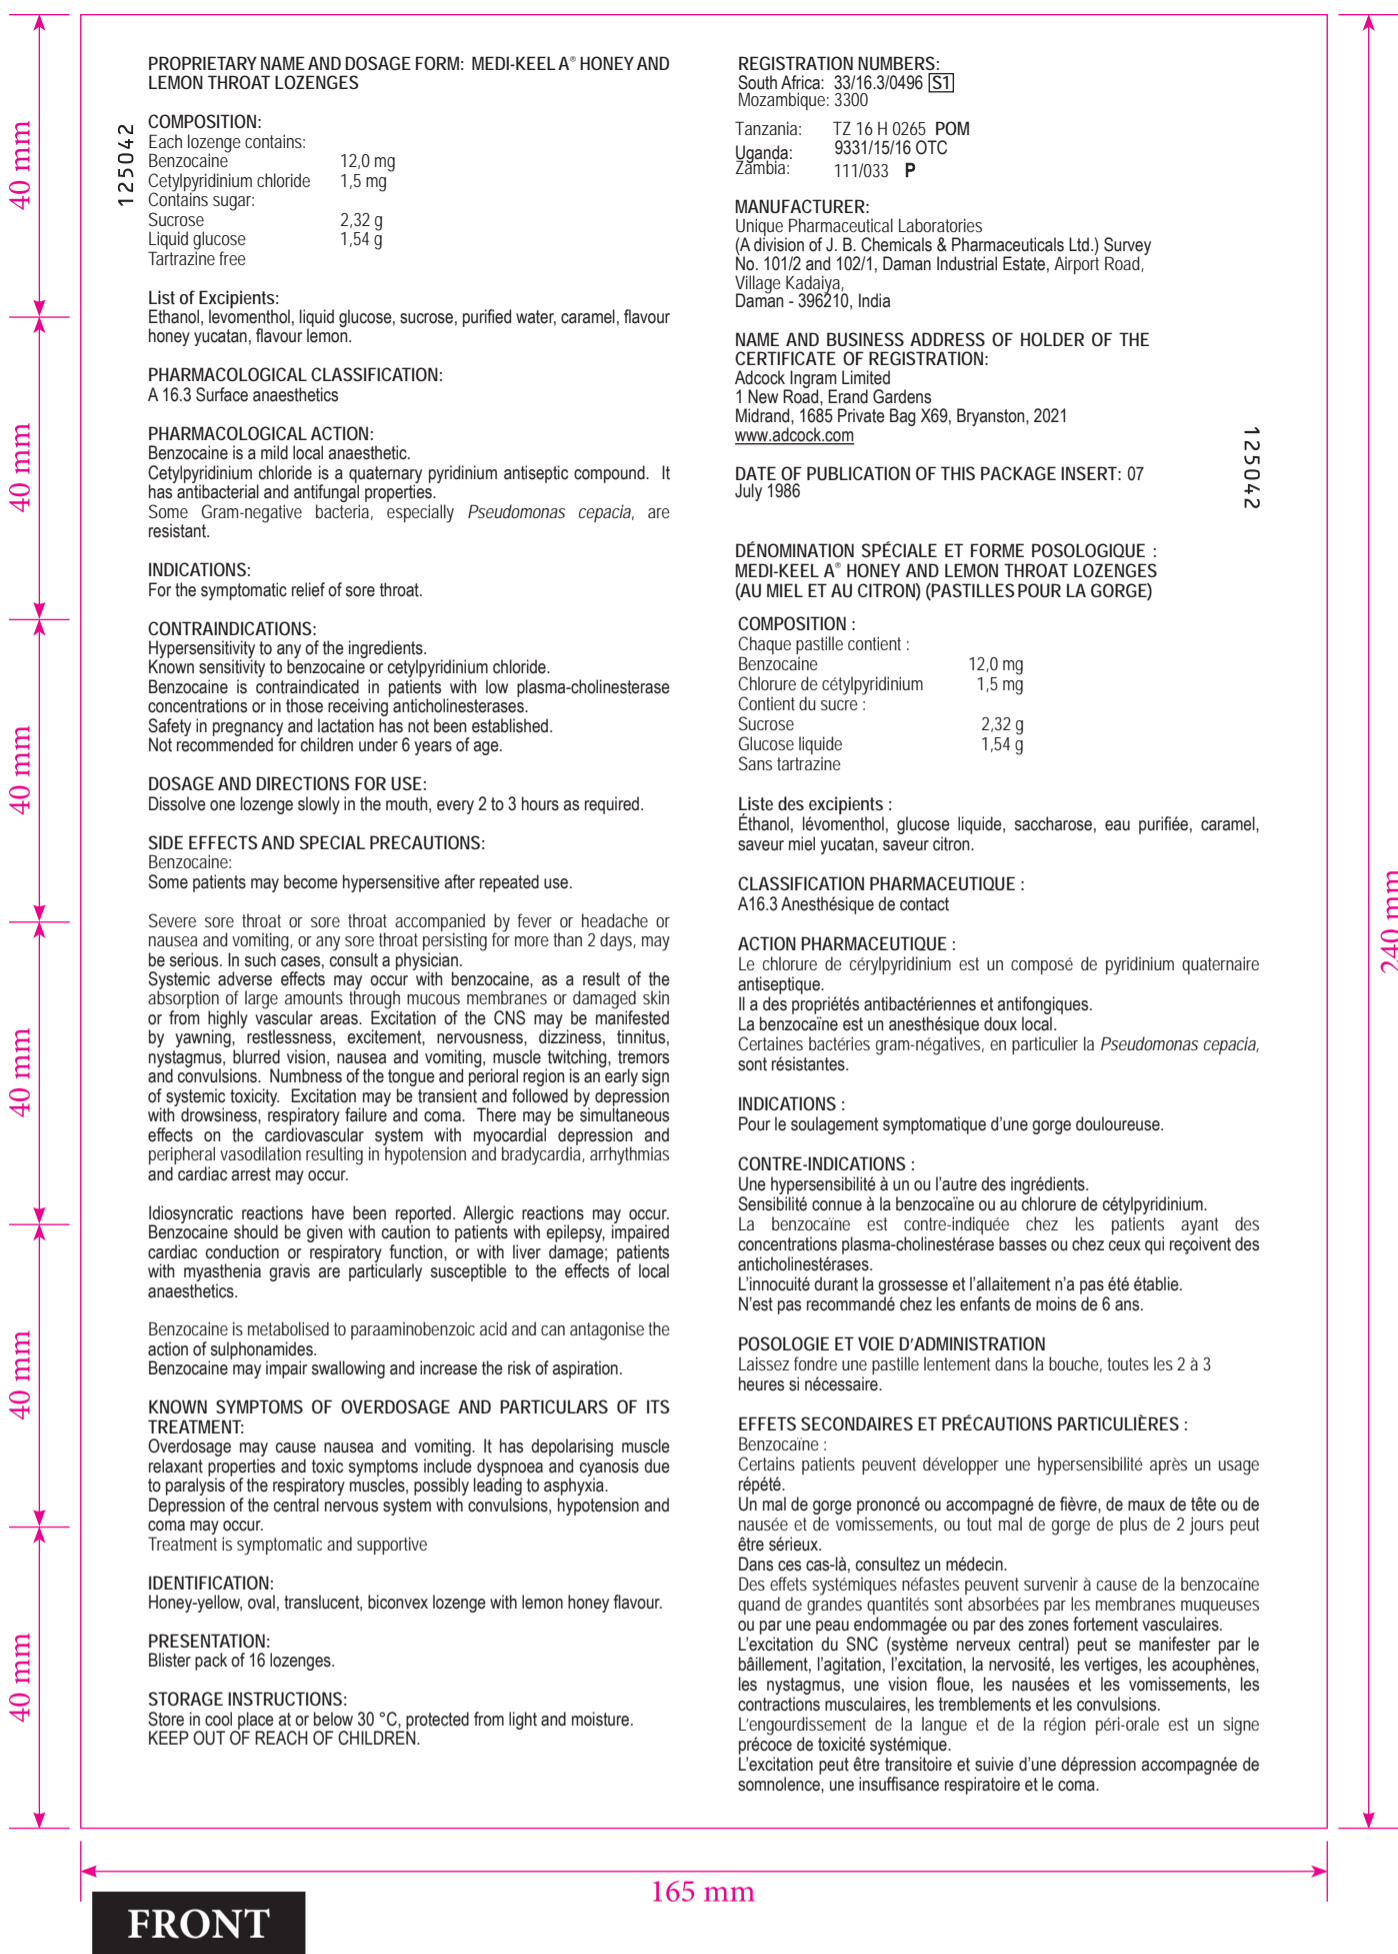 PROPRIETARY NAME AND DOSAGE FORM: MEDI-KEEL A® HONEY AND
LEMON THROAT LOZENGES
125042
COMPOSITION:
Each lozenge contains:
Benzocaine 12,0 mg
Cetylpyridinium chloride 1,5 mg
Contains sugar:
Sucrose 2,32 g
Liquid glucose 1,54 g
Tartrazine free
List of Excipients:
Ethanol, levomenthol, liquid glucose, sucrose, purified water, caramel, flavour
honey yucatan, flavour lemon.
PHARMACOLOGICAL CLASSIFICATION:
A 16.3 Surface anaesthetics
PHARMACOLOGICAL ACTION:
Benzocaine is a mild local anaesthetic.
Cetylpyridinium chloride is a quaternary pyridinium antiseptic compound. It
has antibacterial and antifungal properties.
Some Gram-negative bacteria, especially Pseudomonas cepacia, are
resistant.
INDICATIONS:
For the symptomatic relief of sore throat.
CONTRAINDICATIONS:
Hypersensitivity to any of the ingredients.
Known sensitivity to benzocaine or cetylpyridinium chloride.
Benzocaine is contraindicated in patients with low plasma-cholinesterase
concentrations or in those receiving anticholinesterases.
Safety in pregnancy and lactation has not been established.
Not recommended for children under 6 years of age.
DOSAGE AND DIRECTIONS FOR USE:
Dissolve one lozenge slowly in the mouth, every 2 to 3 hours as required.
SIDE EFFECTS AND SPECIAL PRECAUTIONS:
Benzocaine:
Some patients may become hypersensitive after repeated use.
Severe sore throat or sore throat accompanied by fever or headache or
nausea and vomiting, or any sore throat persisting for more than 2 days, may
be serious. In such cases, consult a physician.
Systemic adverse effects may occur with benzocaine, as a result of the
absorption of large amounts through mucous membranes or damaged skin
or from highly vascular areas. Excitation of the CNS may be manifested
by yawning, restlessness, excitement, nervousness, dizziness, tinnitus,
nystagmus, blurred vision, nausea and vomiting, muscle twitching, tremors
and convulsions. Numbness of the tongue and perioral region is an early sign
of systemic toxicity. Excitation may be transient and followed by depression
with drowsiness, respiratory failure and coma. There may be simultaneous
effects on the cardiovascular system with myocardial depression and
peripheral vasodilation resulting in hypotension and bradycardia, arrhythmias
and cardiac arrest may occur.
Idiosyncratic reactions have been reported. Allergic reactions may occur.
Benzocaine should be given with caution to patients with epilepsy, impaired
cardiac conduction or respiratory function, or with liver damage; patients
with myasthenia gravis are particularly susceptible to the effects of local
anaesthetics.
Benzocaine is metabolised to paraaminobenzoic acid and can antagonise the
action of sulphonamides.
Benzocaine may impair swallowing and increase the risk of aspiration.
KNOWN SYMPTOMS OF OVERDOSAGE AND PARTICULARS OF ITS
TREATMENT:
Overdosage may cause nausea and vomiting. It has depolarising muscle
relaxant properties and toxic symptoms include dyspnoea and cyanosis due
to paralysis of the respiratory muscles, possibly leading to asphyxia.
Depression of the central nervous system with convulsions, hypotension and
coma may occur.
Treatment is symptomatic and supportive
IDENTIFICATION:
Honey-yellow, oval, translucent, biconvex lozenge with lemon honey flavour.
PRESENTATION:
Blister pack of 16 lozenges.
STORAGE INSTRUCTIONS:
Store in cool place at or below 30 °C, protected from light and moisture.
KEEP OUT OF REACH OF CHILDREN.
REGISTRATION NUMBERS:
South Africa: 33/16.3/0496 S1
Mozambique: 3300
Tanzania: TZ 16 H 0265 POM
Uganda: 9331/15/16 OTC
Zambia: 111/033 P
MANUFACTURER:
Unique Pharmaceutical Laboratories
(A division of J. B. Chemicals & Pharmaceuticals Ltd.) Survey
No. 101/2 and 102/1, Daman Industrial Estate, Airport Road,
Village Kadaiya,
Daman - 396210, India
NAME AND BUSINESS ADDRESS OF HOLDER OF THE
CERTIFICATE OF REGISTRATION:
Adcock Ingram Limited
1 New Road, Erand Gardens
Midrand, 1685 Private Bag X69, Bryanston, 2021
www.adcock.com
125042
DATE OF PUBLICATION OF THIS PACKAGE INSERT: 07
July 1986
DÉNOMINATION SPÉCIALE ET FORME POSOLOGIQUE :
MEDI-KEEL A® HONEY AND LEMON THROAT LOZENGES
(AU MIEL ET AU CITRON) (PASTILLES POUR LA GORGE)
COMPOSITION :
Chaque pastille contient :
Benzocaine 12,0 mg
Chlorure de cétylpyridinium 1,5 mg
Contient du sucre :
Sucrose 2,32 g
Glucose liquide 1,54 g
Sans tartrazine
Liste des excipients :
Éthanol, lévomenthol, glucose liquide, saccharose, eau purifiée, caramel,
saveur miel yucatan, saveur citron.
CLASSIFICATION PHARMACEUTIQUE :
A16.3 Anesthésique de contact
ACTION PHARMACEUTIQUE :
Le chlorure de cérylpyridinium est un composé de pyridinium quaternaire
antiseptique.
Il a des propriétés antibactériennes et antifongiques.
La benzocaïne est un anesthésique doux local.
Certaines bactéries gram-négatives, en particulier la Pseudomonas cepacia,
sont résistantes.
INDICATIONS :
Pour le soulagement symptomatique d'une gorge douloureuse.
CONTRE-INDICATIONS :
Une hypersensibilité à un ou l'autre des ingrédients.
Sensibilité connue à la benzocaïne ou au chlorure de cétylpyridinium.
La benzocaïne est contre-indiquée chez les patients ayant des
concentrations plasma-cholinestérase basses ou chez ceux qui reçoivent des
anticholinestérases.
L'innocuité durant la grossesse et l'allaitement n'a pas été établie.
N'est pas recommandé chez les enfants de moins de 6 ans.
POSOLOGIE ET VOIE D'ADMINISTRATION
Laissez fondre une pastille lentement dans la bouche, toutes les 2 à 3
heures si nécessaire.
EFFETS SECONDAIRES ET PRÉCAUTIONS PARTICULIÈRES :
Benzocaïne :
Certains patients peuvent développer une hypersensibilité après un usage
répété.
Un mal de gorge prononcé ou accompagné de fièvre, de maux de tête ou de
nausée et de vomissements, ou tout mal de gorge de plus de 2 jours peut
être sérieux.
Dans ces cas-là, consultez un médecin.
Des effets systémiques néfastes peuvent survenir à cause de la benzocaïne
quand de grandes quantités sont absorbées par les membranes muqueuses
ou par une peau endommagée ou par des zones fortement vasculaires.
L'excitation du SNC (système nerveux central) peut se manifester par le
bâillement, l'agitation, l'excitation, la nervosité, les vertiges, les acouphènes,
les nystagmus, une vision floue, les nausées et les vomissements, les
contractions musculaires, les tremblements et les convulsions.
L'engourdissement de la langue et de la région péri-orale est un signe
précoce de toxicité systémique.
L'excitation peut être transitoire et suivie d'une dépression accompagnée de
somnolence, une insuffisance respiratoire et le coma.
40 mm
40 mm
40 mm
40 mm
40 mm
40 mm
240 mm
165 mm
FRONT